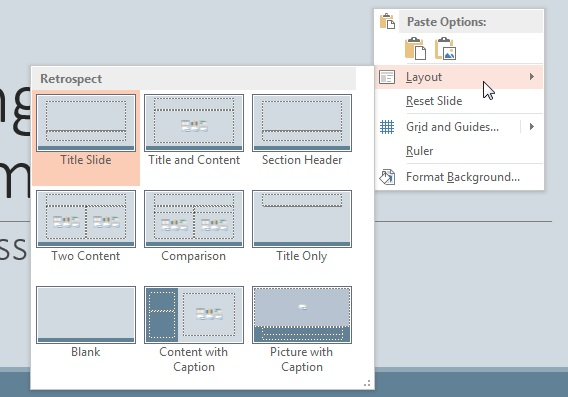 Paste Options:
Layout
Reset Slide
Grid and Guides...
Ruler
Format Background...
Retrospect
Title Slide
Title and Content
Section Header
Two Content
Comparison
Title Only
Blank
Content with
Caption
Picture with
Caption